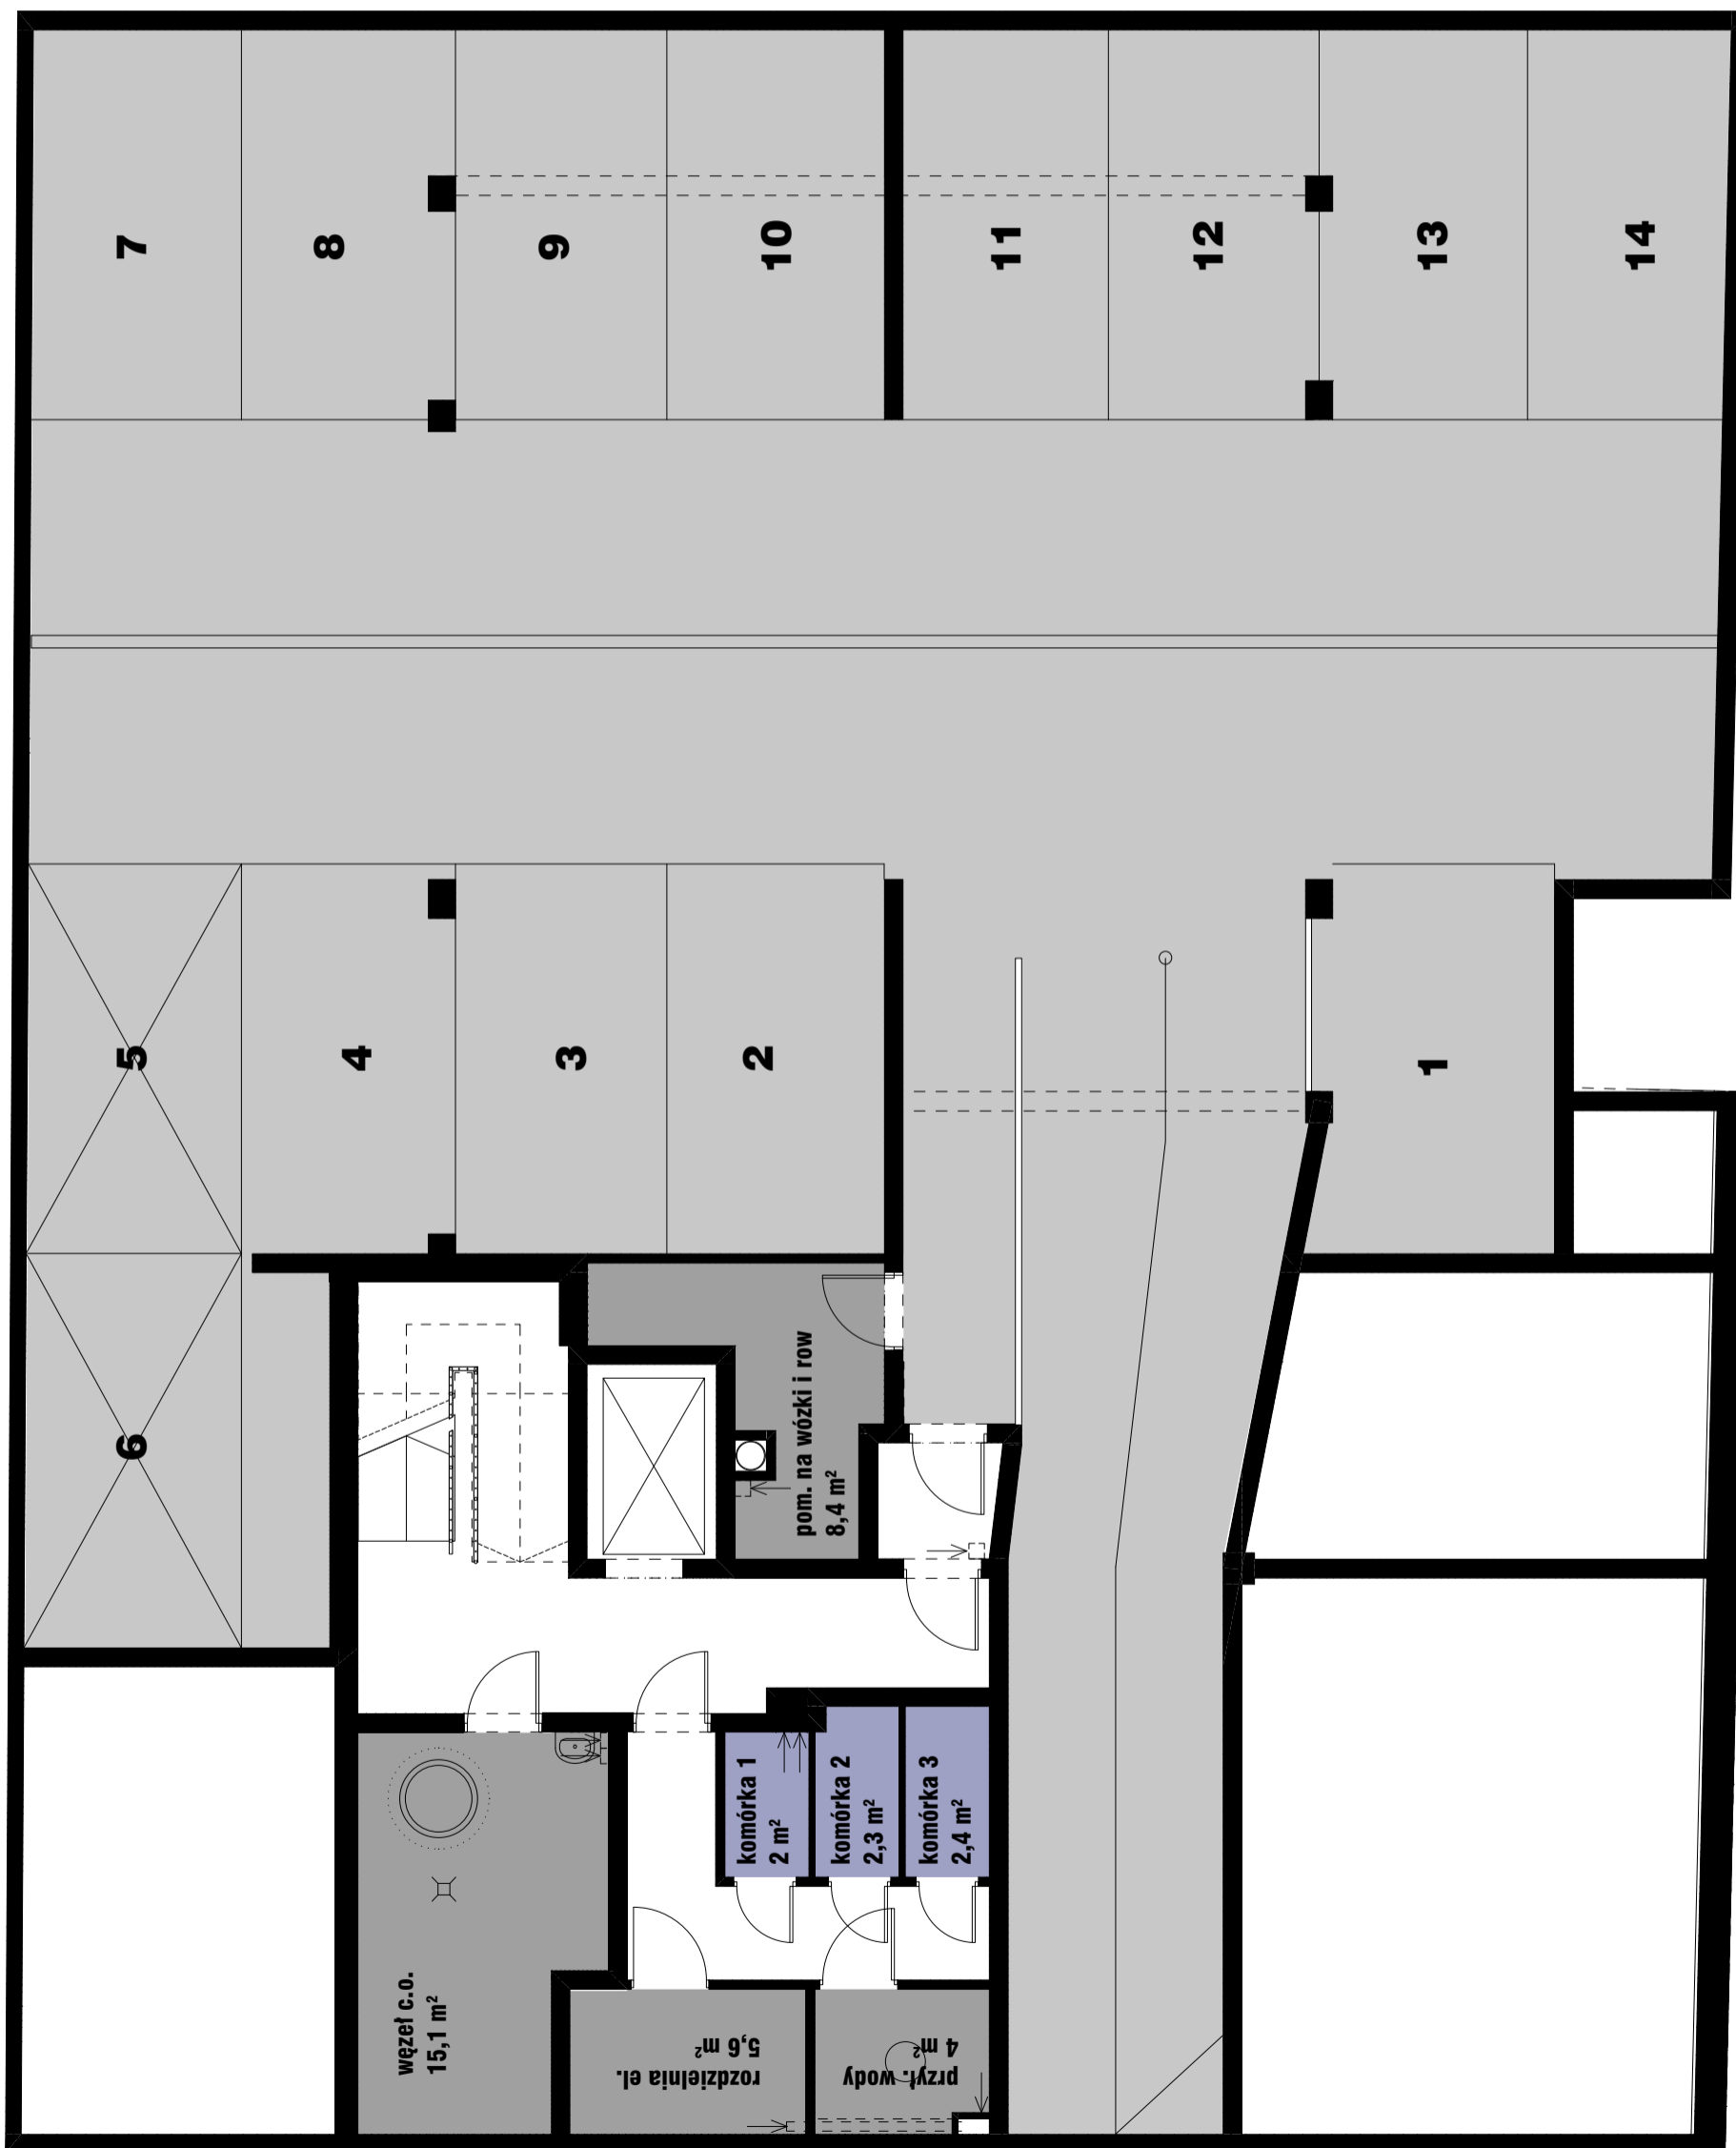 7
8
9
10
11
12
13
14
5
4
3
2
1
6
pom. na wózki i row
8,4 m²
komórka 1
2 m²
komórka 2
2,3 m²
komórka 3
2,4 m²
węzeł c.o.
15,1 m²
rozdzielnia el.
5,6 m²
przył. wody
4 m²